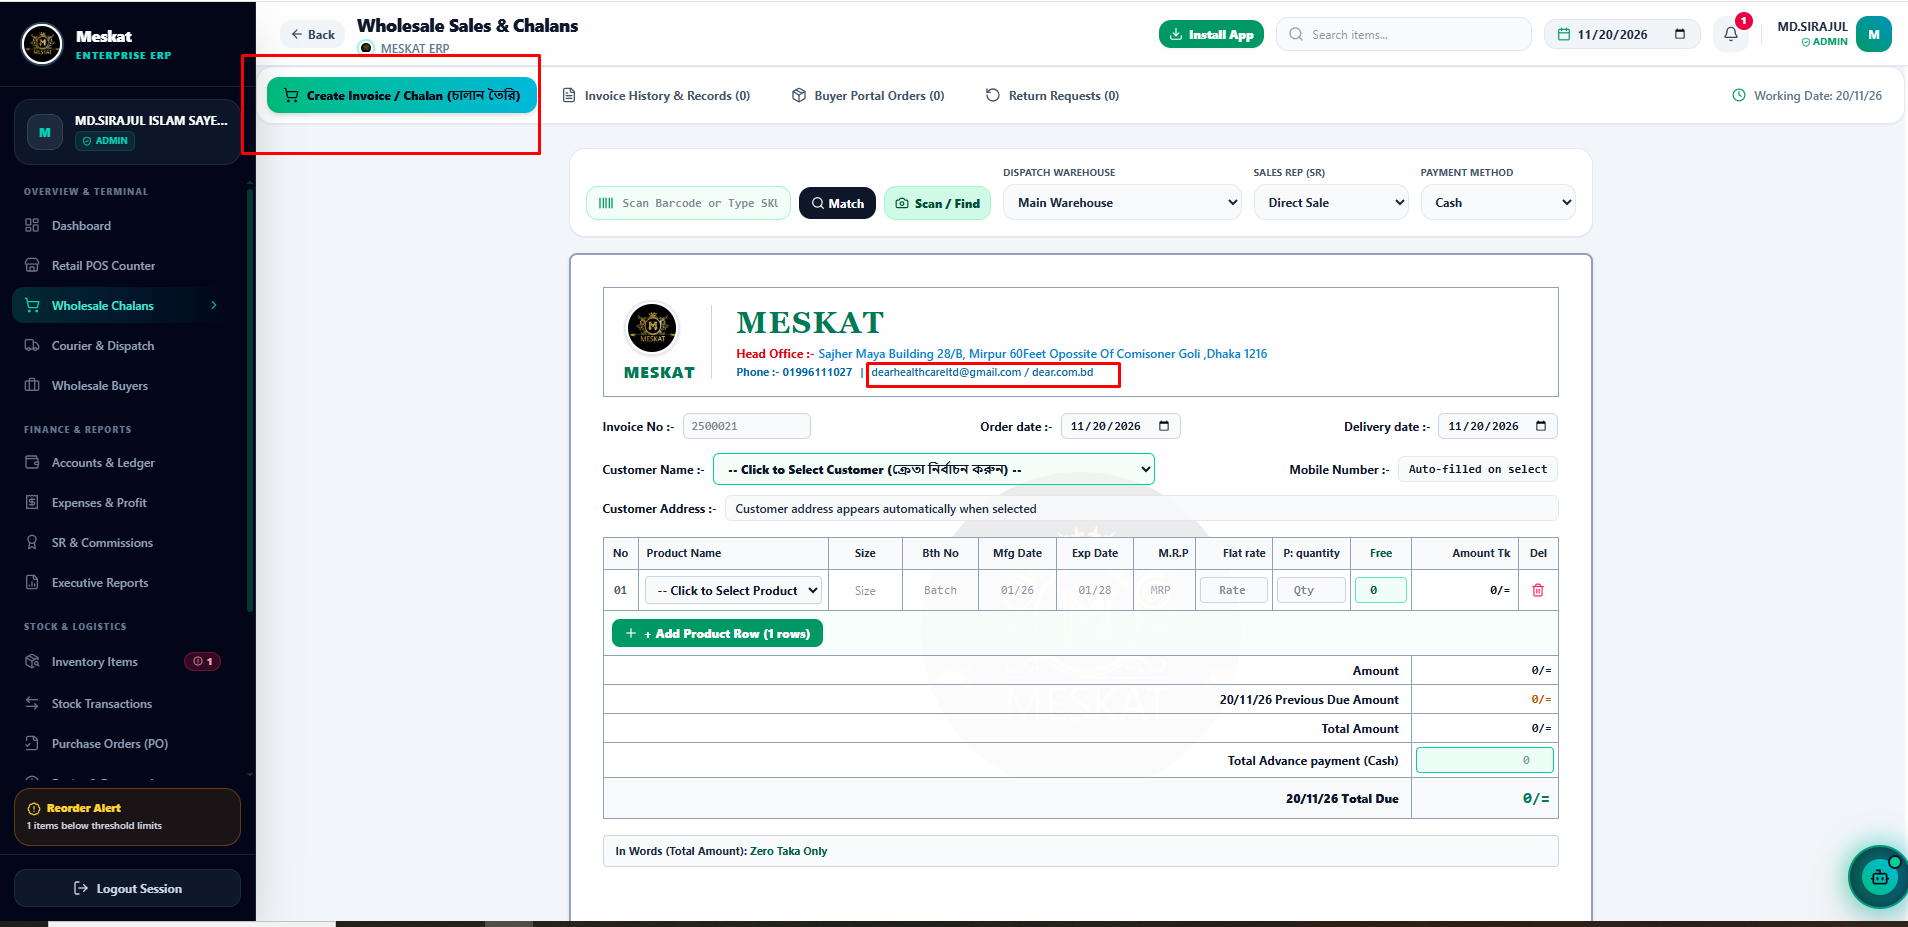 Meskat
ENTERPRISE ERP
MD.SIRAJUL ISLAM SAYE...
M
ADMIN
OVERVIEW & TERMINAL
Dashboard
Retail POS Counter
Wholesale Chalans
Courier & Dispatch
Wholesale Buyers
FINANCE & REPORTS
Accounts & Ledger
Expenses & Profit
SR & Commissions
Executive Reports
STOCK & LOGISTICS
Inventory Items 1
Stock Transactions
Purchase Orders (PO)
Reorder Alert
1 items below threshold limits
Logout Session
Back
Wholesale Sales & Chalans
MESKAT ERP
Install App
Search items...
11/20/2026
1
MD.SIRAJUL
ADMIN
M
Create Invoice / Chalan (চালান তৈরি)
Invoice History & Records (0)
Buyer Portal Orders (0)
Return Requests (0)
Working Date: 20/11/26
Scan Barcode or Type SKU
Match
Scan / Find
DISPATCH WAREHOUSE
Main Warehouse
SALES REP (SR)
Direct Sale
PAYMENT METHOD
Cash
MESKAT
MESKAT
Head Office :- Sajher Maya Building 28/B, Mirpur 60Feet Opossite Of Comisoner Goli ,Dhaka 1216
Phone :- 01996111027 | dearhealthcareltd@gmail.com / dear.com.bd
Invoice No :- 2500021
Order date :- 11/20/2026
Delivery date :- 11/20/2026
Customer Name :- -- Click to Select Customer (ক্রেতা নির্বাচন করুন) --
Mobile Number :- Auto-filled on select
Customer Address :- Customer address appears automatically when selected
No Product Name Size Bth No Mfg Date Exp Date M.R.P Flat rate P: quantity Free Amount Tk Del
01 -- Click to Select Product Size Batch 01/26 01/28 MRP Rate Qty 0 0/=
+ + Add Product Row (1 rows)
Amount 0/=
20/11/26 Previous Due Amount 0/=
Total Amount 0/=
Total Advance payment (Cash) 0
20/11/26 Total Due 0/=
MESKAT
In Words (Total Amount): Zero Taka Only